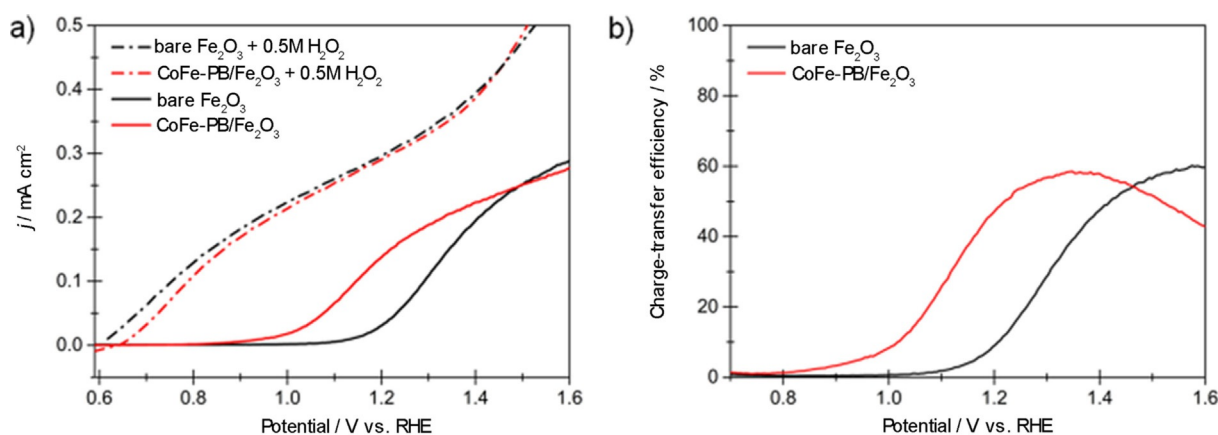 a)
bare Fe₂O₃ + 0.5M H₂O₂
CoFe-PB/Fe₂O₃ + 0.5M H₂O₂
bare Fe₂O₃
CoFe-PB/Fe₂O₃
j / mA cm⁻²
0.5
0.4
0.3
0.2
0.1
0.0
0.6 0.8 1.0 1.2 1.4 1.6
Potential / V vs. RHE
b)
bare Fe₂O₃
CoFe-PB/Fe₂O₃
Charge-transfer efficiency / %
100
80
60
40
20
0
0.8 1.0 1.2 1.4 1.6
Potential / V vs. RHE